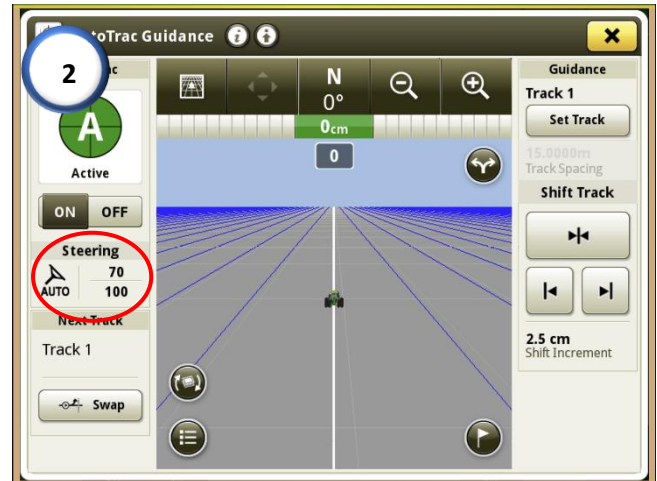 toTrac Guidance
2
Active
ON OFF
Steering
AUTO
70
100
Next Track
Track 1
Swap
N
0°
0cm
0
Guidance
Track 1
Set Track
15.0000m
Track Spacing
Shift Track
2.5 cm
Shift Increment